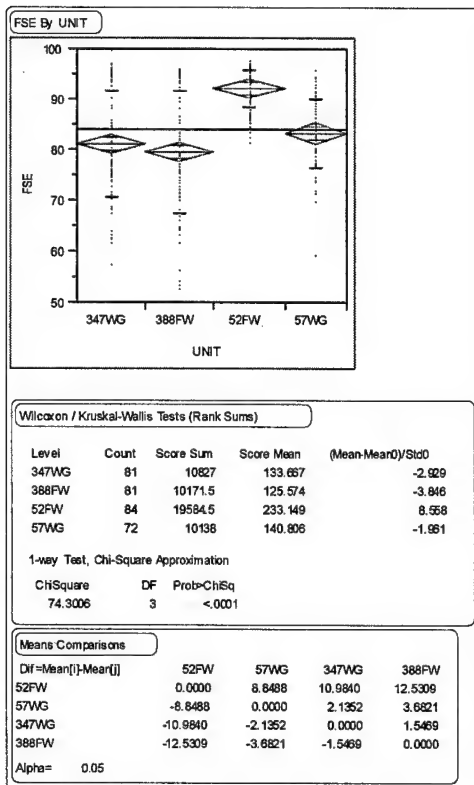 FSE By UNIT
100
90
80
70
60
50
FSE
347WG 388FW 52FW 57WG
UNIT
Wilcoxon / Kruskal-Wallis Tests (Rank Sums)
Level Count Score Sum Score Mean (Mean-Mean0)/Std0
347WG 81 10827 133.667 -2.929
388FW 81 10171.5 125.574 -3.846
52FW 84 19584.5 233.149 8.558
57WG 72 10138 140.806 -1.961
1-way Test, Chi-Square Approximation
ChiSquare DF Prob>ChiSq
74.3006 3 <.0001
Means Comparisons
Dif=Mean[i]-Mean[j] 52FW 57WG 347WG 388FW
52FW 0.0000 8.8488 10.9840 12.5309
57WG -8.8488 0.0000 2.1352 3.6821
347WG -10.9840 -2.1352 0.0000 1.5469
388FW -12.5309 -3.6821 -1.5469 0.0000
Alpha= 0.05